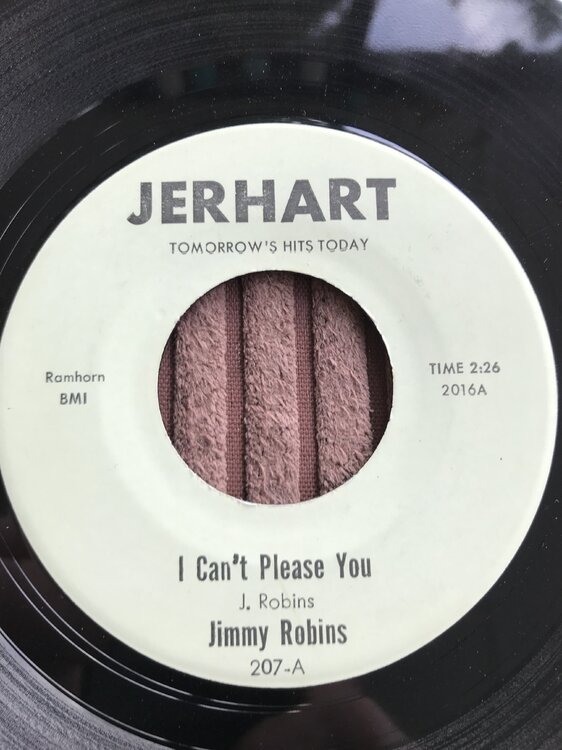 JERHART
TOMORROW'S HITS TODAY
Ramhorn
BMI
TIME 2:26
2016A
I Can't Please You
J. Robins
Jimmy Robins
207-A